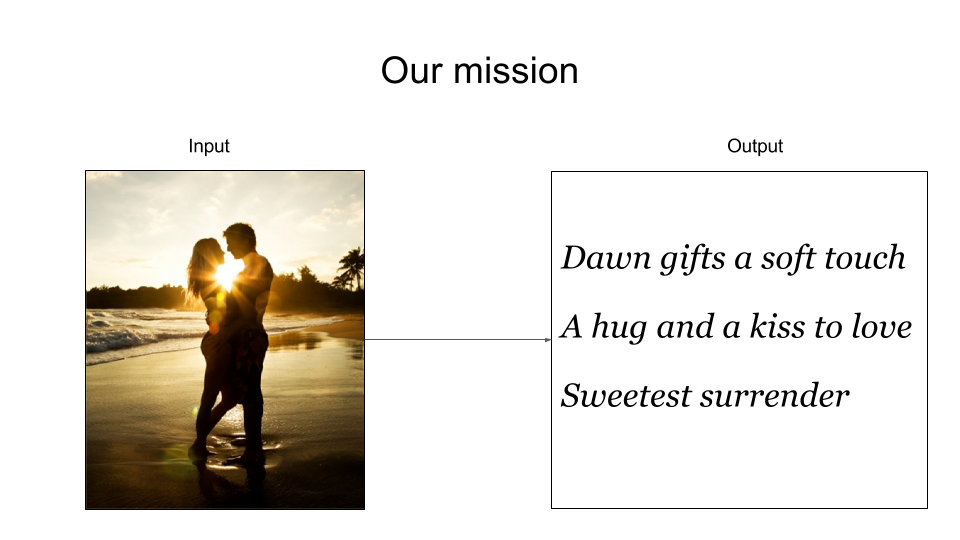 Our mission
Input
Output
Dawn gifts a soft touch
A hug and a kiss to love
Sweetest surrender